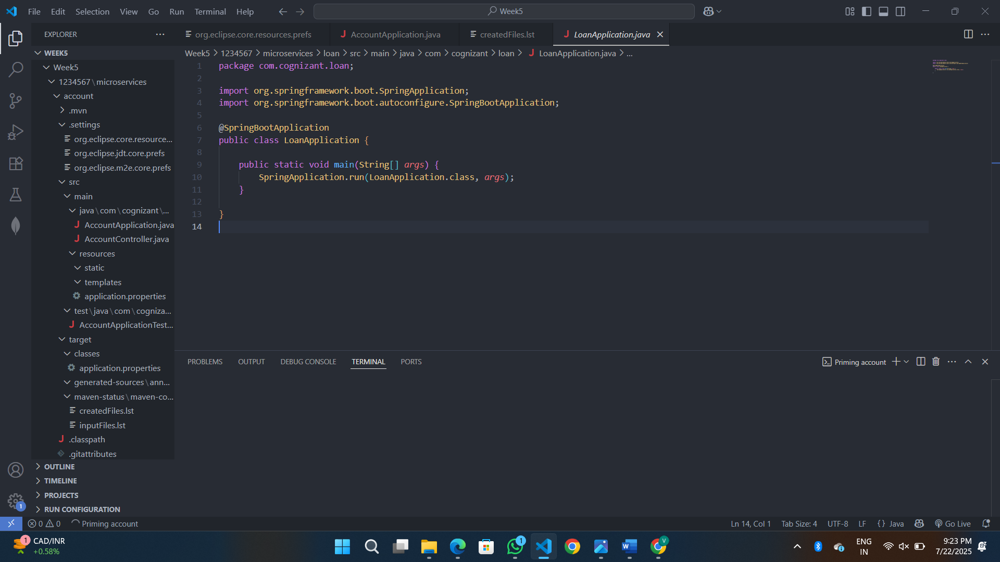 File Edit Selection View Go Run Terminal Help
Week5
EXPLORER
org.eclipse.core.resources.prefs
AccountApplication.java
createdFiles.lst
LoanApplication.java
WEEK5
Week5
1234567\microservices
account
.mvn
.settings
org.eclipse.core.resource...
org.eclipse.jdt.core.prefs
org.eclipse.m2e.core.prefs
src
main
java\com\cognizant\...
AccountApplication.java
AccountController.java
resources
static
templates
application.properties
test\java\com\cogniza...
AccountApplicationTest...
target
classes
application.properties
generated-sources\ann...
maven-status\maven-co...
createdFiles.lst
inputFiles.lst
.classpath
.gitattributes
OUTLINE
TIMELINE
PROJECTS
RUN CONFIGURATION
Week5 > 1234567 > microservices > loan > src > main > java > com > cognizant > loan > LoanApplication.java > ...
1 package com.cognizant.loan;
2
3 import org.springframework.boot.SpringApplication;
4 import org.springframework.boot.autoconfigure.SpringBootApplication;
5
6 @SpringBootApplication
7 public class LoanApplication {
8
9 public static void main(String[] args) {
10 SpringApplication.run(LoanApplication.class, args);
11 }
12
13 }
14
PROBLEMS OUTPUT DEBUG CONSOLE TERMINAL PORTS
Priming account
1
0 0 Priming account
Ln 14, Col 1 Tab Size: 4 UTF-8 LF {} Java Go Live
1 CAD/INR
+0.58%
1
V
ENG
IN
9:23 PM
7/22/2025